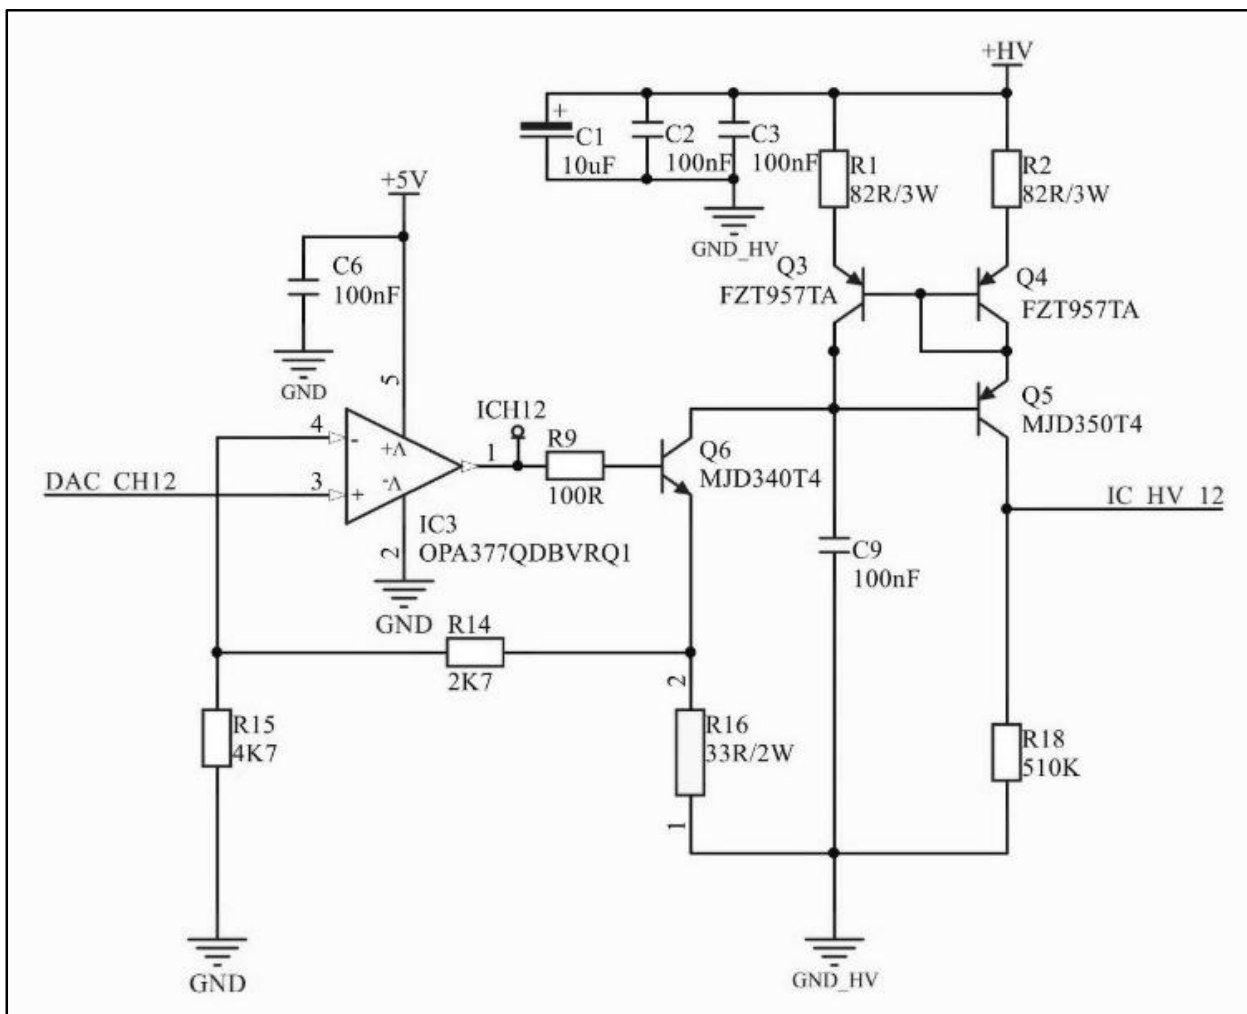 +HV
+
C1
10uF
C2
100nF
C3
100nF
R1
82R/3W
R2
82R/3W
GND_HV
+5V
C6
100nF
GND
Q3
FZT957TA
Q4
FZT957TA
5
4
-
V+
ICH12
1
R9
100R
Q6
MJD340T4
Q5
MJD350T4
DAC_CH12
3
+
V-
IC3
OPA377QDBVRQ1
2
GND
IC_HV_12
C9
100nF
R14
2K7
2
R15
4K7
R16
33R/2W
1
R18
510K
GND
GND_HV